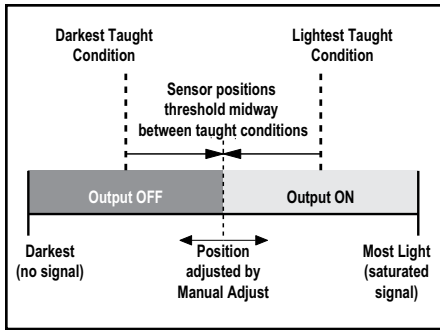 Darkest Taught
Condition
Lightest Taught
Condition
Sensor positions
threshold midway
between taught conditions
Output OFF
Output ON
Darkest
(no signal)
Position
adjusted by
Manual Adjust
Most Light
(saturated
signal)